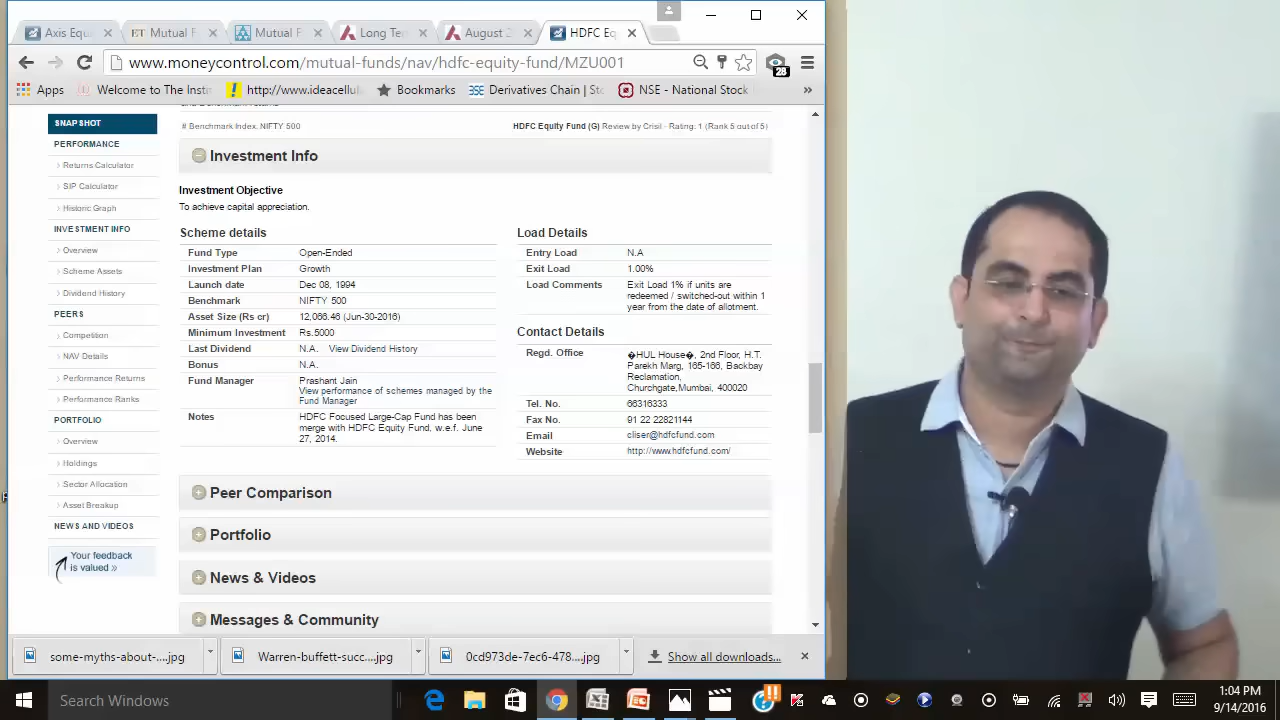 Axis Equ
ET Mutual F
Mutual F
Long Te
August 2
HDFC Eq
www.moneycontrol.com/mutual-funds/nav/hdfc-equity-fund/MZU001
28
Apps
Welcome to The Insti
http://www.ideacellul
Bookmarks
Derivatives Chain | Sto
NSE - National Stock
»
SNAPSHOT
PERFORMANCE
› Returns Calculator
› SIP Calculator
› Historic Graph
INVESTMENT INFO
› Overview
› Scheme Assets
› Dividend History
PEERS
› Competition
› NAV Details
› Performance Returns
› Performance Ranks
PORTFOLIO
› Overview
› Holdings
› Sector Allocation
› Asset Breakup
NEWS AND VIDEOS
Your feedback
is valued »
# Benchmark Index: NIFTY 500
HDFC Equity Fund (G) Review by Crisil - Rating: 1 (Rank 5 out of 5)
Investment Info
Investment Objective
To achieve capital appreciation.
Scheme details
Fund Type Open-Ended
Investment Plan Growth
Launch date Dec 08, 1994
Benchmark NIFTY 500
Asset Size (Rs cr) 12,066.46 (Jun-30-2016)
Minimum Investment Rs.5000
Last Dividend N.A. View Dividend History
Bonus N.A.
Fund Manager Prashant Jain
View performance of schemes managed by the
Fund Manager
Notes HDFC Focused Large-Cap Fund has been
merge with HDFC Equity Fund, w.e.f. June
27, 2014.
Load Details
Entry Load N.A
Exit Load 1.00%
Load Comments Exit Load 1% if units are
redeemed / switched-out within 1
year from the date of allotment.
Contact Details
Regd. Office �HUL House�, 2nd Floor, H.T.
Parekh Marg, 165-166, Backbay
Reclamation,
Churchgate,Mumbai, 400020
Tel. No. 66316333
Fax No. 91 22 22821144
Email cliser@hdfcfund.com
Website http://www.hdfcfund.com/
Peer Comparison
Portfolio
News & Videos
Messages & Community
some-myths-about-....jpg
Warren-buffett-succ....jpg
0cd973de-7ec6-478....jpg
Show all downloads...
Search Windows
1:04 PM
9/14/2016